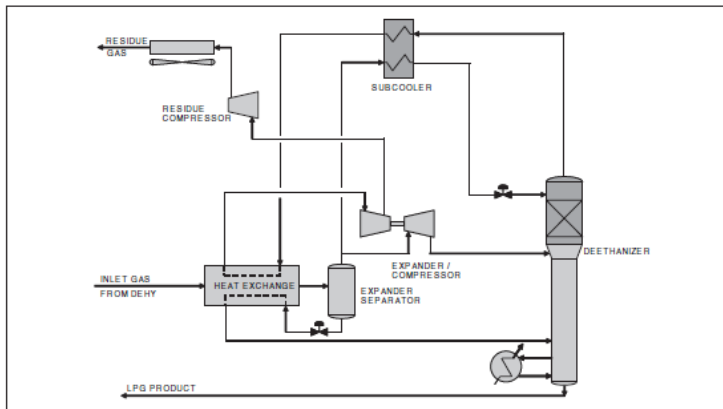 RESIDUE
GAS
SUBCOOLER
RESIDUE
COMPRESSOR
DEETHANIZER
EXPANDER /
COMPRESSOR
INLET GAS
FROM DEHY
HEAT EXCHANGE
EXPANDER
SEPARATOR
LPG PRODUCT